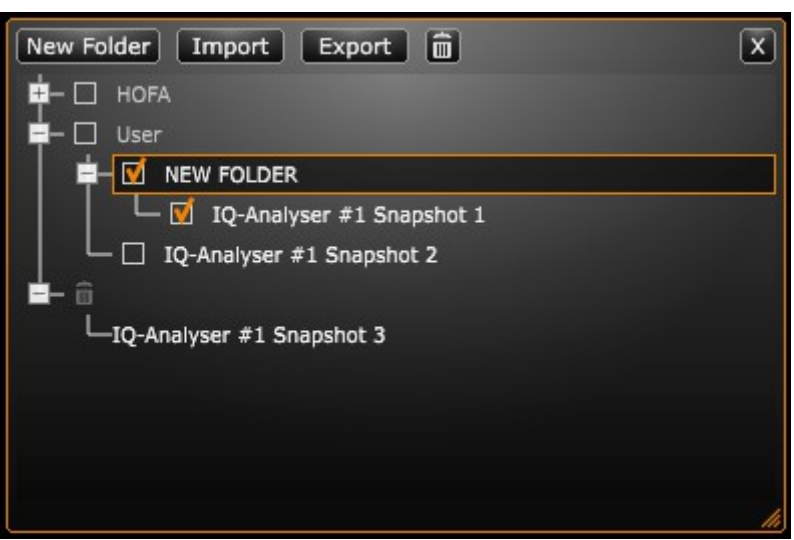 New Folder Import Export X
HOFA
User
NEW FOLDER
IQ-Analyser #1 Snapshot 1
IQ-Analyser #1 Snapshot 2
IQ-Analyser #1 Snapshot 3